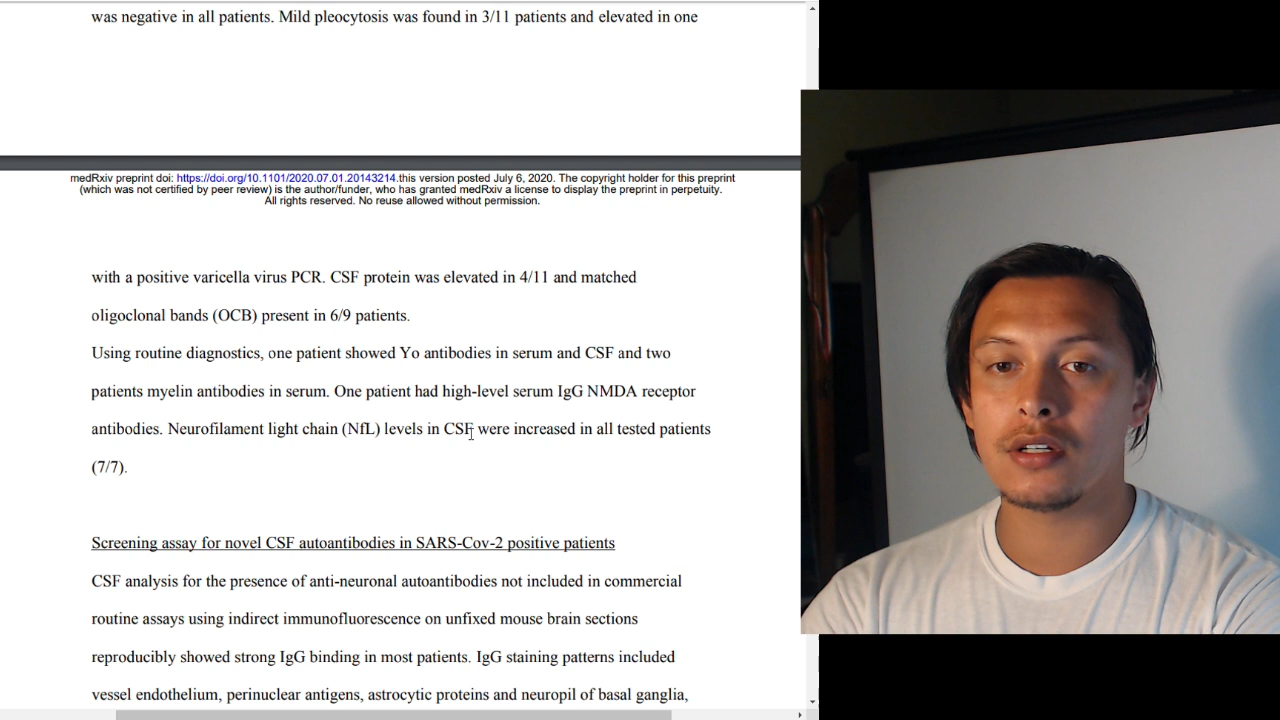 was negative in all patients. Mild pleocytosis was found in 3/11 patients and elevated in one
medRxiv preprint doi: https://doi.org/10.1101/2020.07.01.20143214.this version posted July 6, 2020. The copyright holder for this preprint
(which was not certified by peer review) is the author/funder, who has granted medRxiv a license to display the preprint in perpetuity.
All rights reserved. No reuse allowed without permission.
with a positive varicella virus PCR. CSF protein was elevated in 4/11 and matched
oligoclonal bands (OCB) present in 6/9 patients.
Using routine diagnostics, one patient showed Yo antibodies in serum and CSF and two
patients myelin antibodies in serum. One patient had high-level serum IgG NMDA receptor
antibodies. Neurofilament light chain (NfL) levels in CSF were increased in all tested patients
(7/7).
Screening assay for novel CSF autoantibodies in SARS-Cov-2 positive patients
CSF analysis for the presence of anti-neuronal autoantibodies not included in commercial
routine assays using indirect immunofluorescence on unfixed mouse brain sections
reproducibly showed strong IgG binding in most patients. IgG staining patterns included
vessel endothelium, perinuclear antigens, astrocytic proteins and neuropil of basal ganglia,